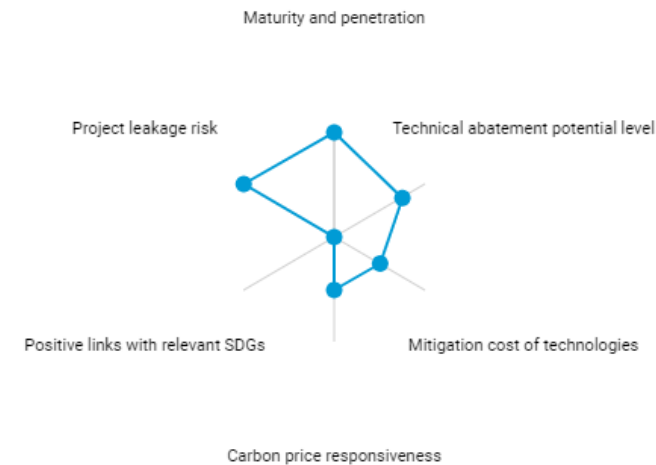 Maturity and penetration
Project leakage risk
Technical abatement potential level
Positive links with relevant SDGs
Mitigation cost of technologies
Carbon price responsiveness